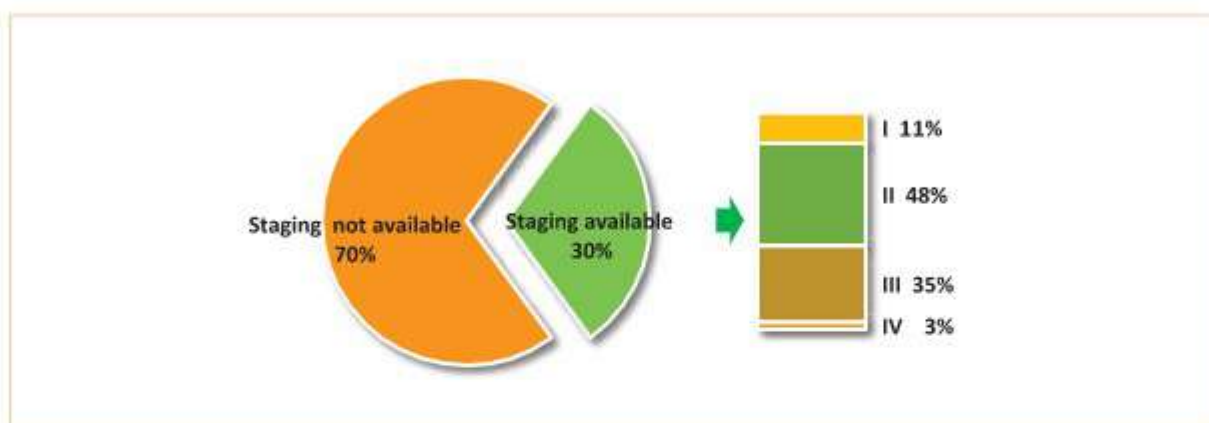 Staging not available
70%
Staging available
30%
I 11%
II 48%
III 35%
IV 3%